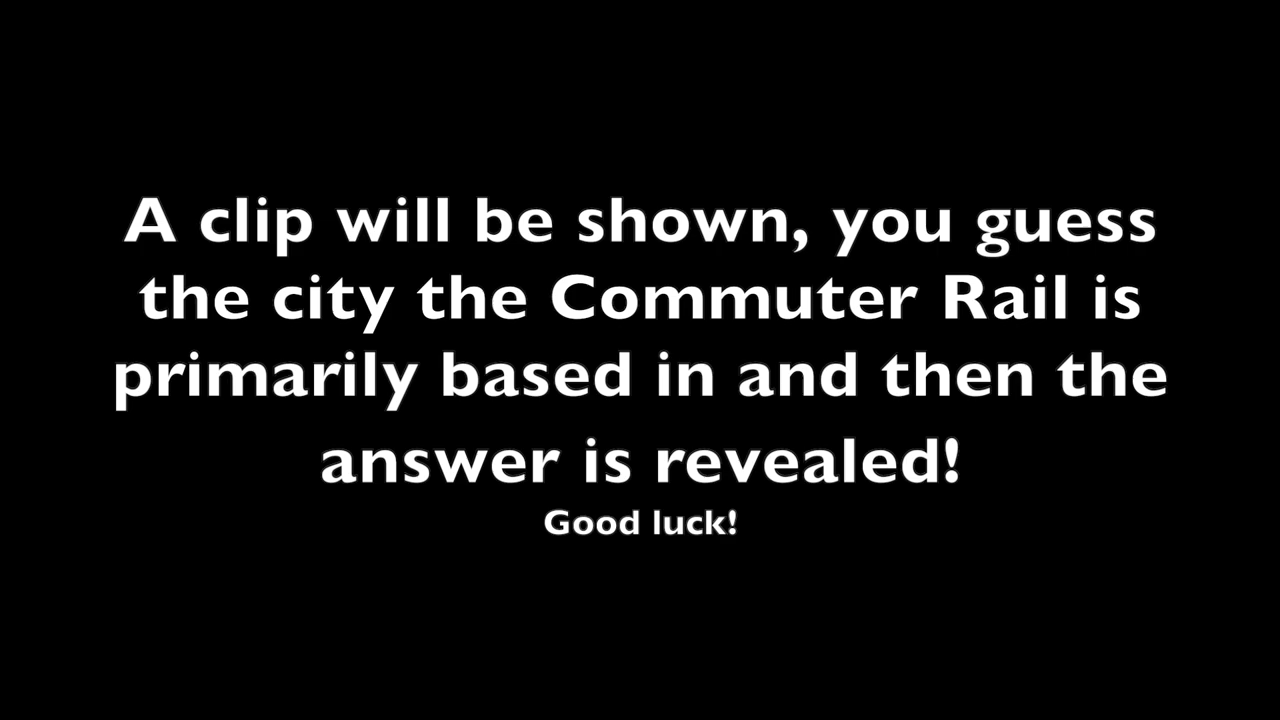 A clip will be shown, you guess
the city the Commuter Rail is
primarily based in and then the
answer is revealed!
Good luck!